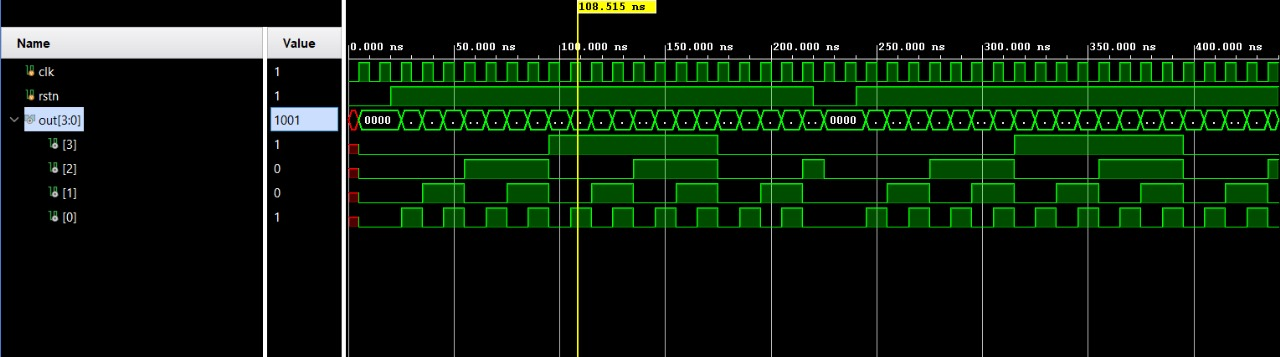 108.515 ns
Name Value
0.000 ns 50.000 ns 100.000 ns 150.000 ns 200.000 ns 250.000 ns 300.000 ns 350.000 ns 400.000 ns
clk 1
rstn 1
out[3:0] 1001 0000 0000
[3] 1
[2] 0
[1] 0
[0] 1